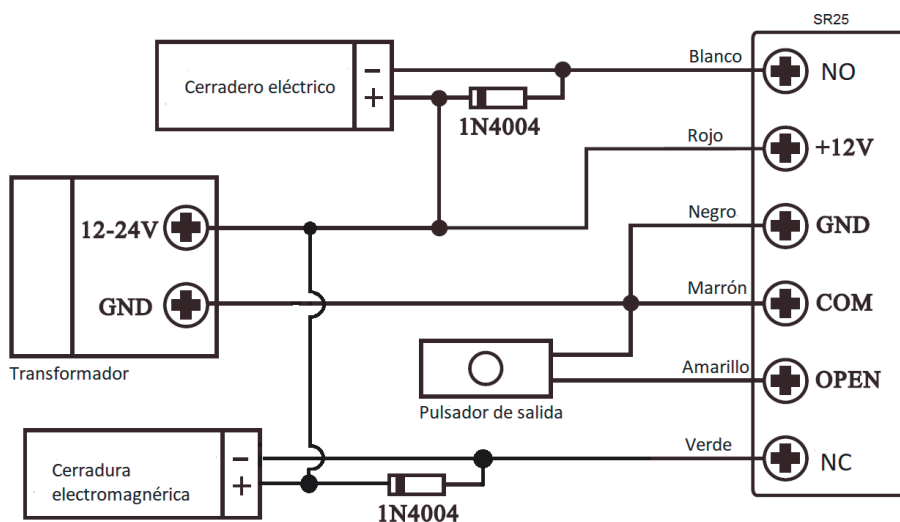 SR25
Cerradero eléctrico
−
+
1N4004
Blanco
NO
Rojo
+12V
12-24V
Negro
GND
GND
Marrón
COM
Transformador
Pulsador de salida
Amarillo
OPEN
Cerradura
electromagnérica
−
+
1N4004
Verde
NC